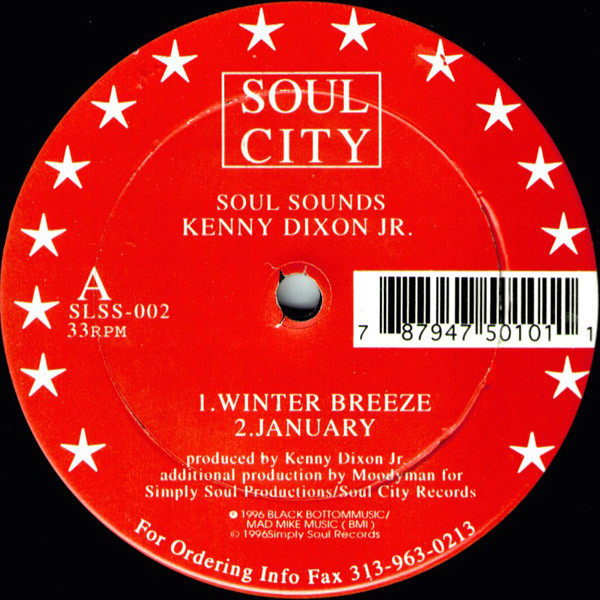 SOUL
CITY
SOUL SOUNDS
KENNY DIXON JR.
A
SLSS-002
33RPM
7 87947 50101 1
1.WINTER BREEZE
2.JANUARY
produced by Kenny Dixon Jr.
additional production by Moodyman for
Simply Soul Productions/Soul City Records
℗ 1996 BLACK BOTTOMMUSIC/
MAD MIKE MUSIC ( BMI )
© 1996Simply Soul Records
For Ordering Info Fax 313-963-0213